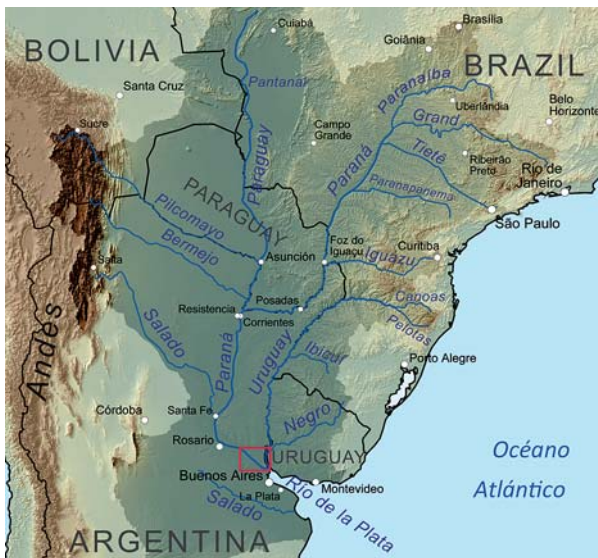 Cuiabá
Brasília
Goiânia
BOLIVIA
BRAZIL
Santa Cruz
Pantanal
Paranaiba
Uberlândia
Belo
Horizonte
Campo
Grande
Grand
Sucre
Paraguay
Paraná
Tieté
Ribeirão
Preto
Rio de
Janeiro
PARAGUAY
Paranapanema
São Paulo
Pilcomayo
Bermejo
Asunción
Foz do
Iguaçu
Iguazu
Curitiba
Salta
Posadas
Canoas
Resistencia
Corrientes
Pelotas
Andes
Salado
Paraná
Uruguay
Ibicuí
Porto Alegre
Córdoba
Santa Fe
Negro
Rosario
URUGUAY
Océano
Atlántico
Buenos Aires
La Plata
Montevideo
Río de la Plata
Salado
ARGENTINA